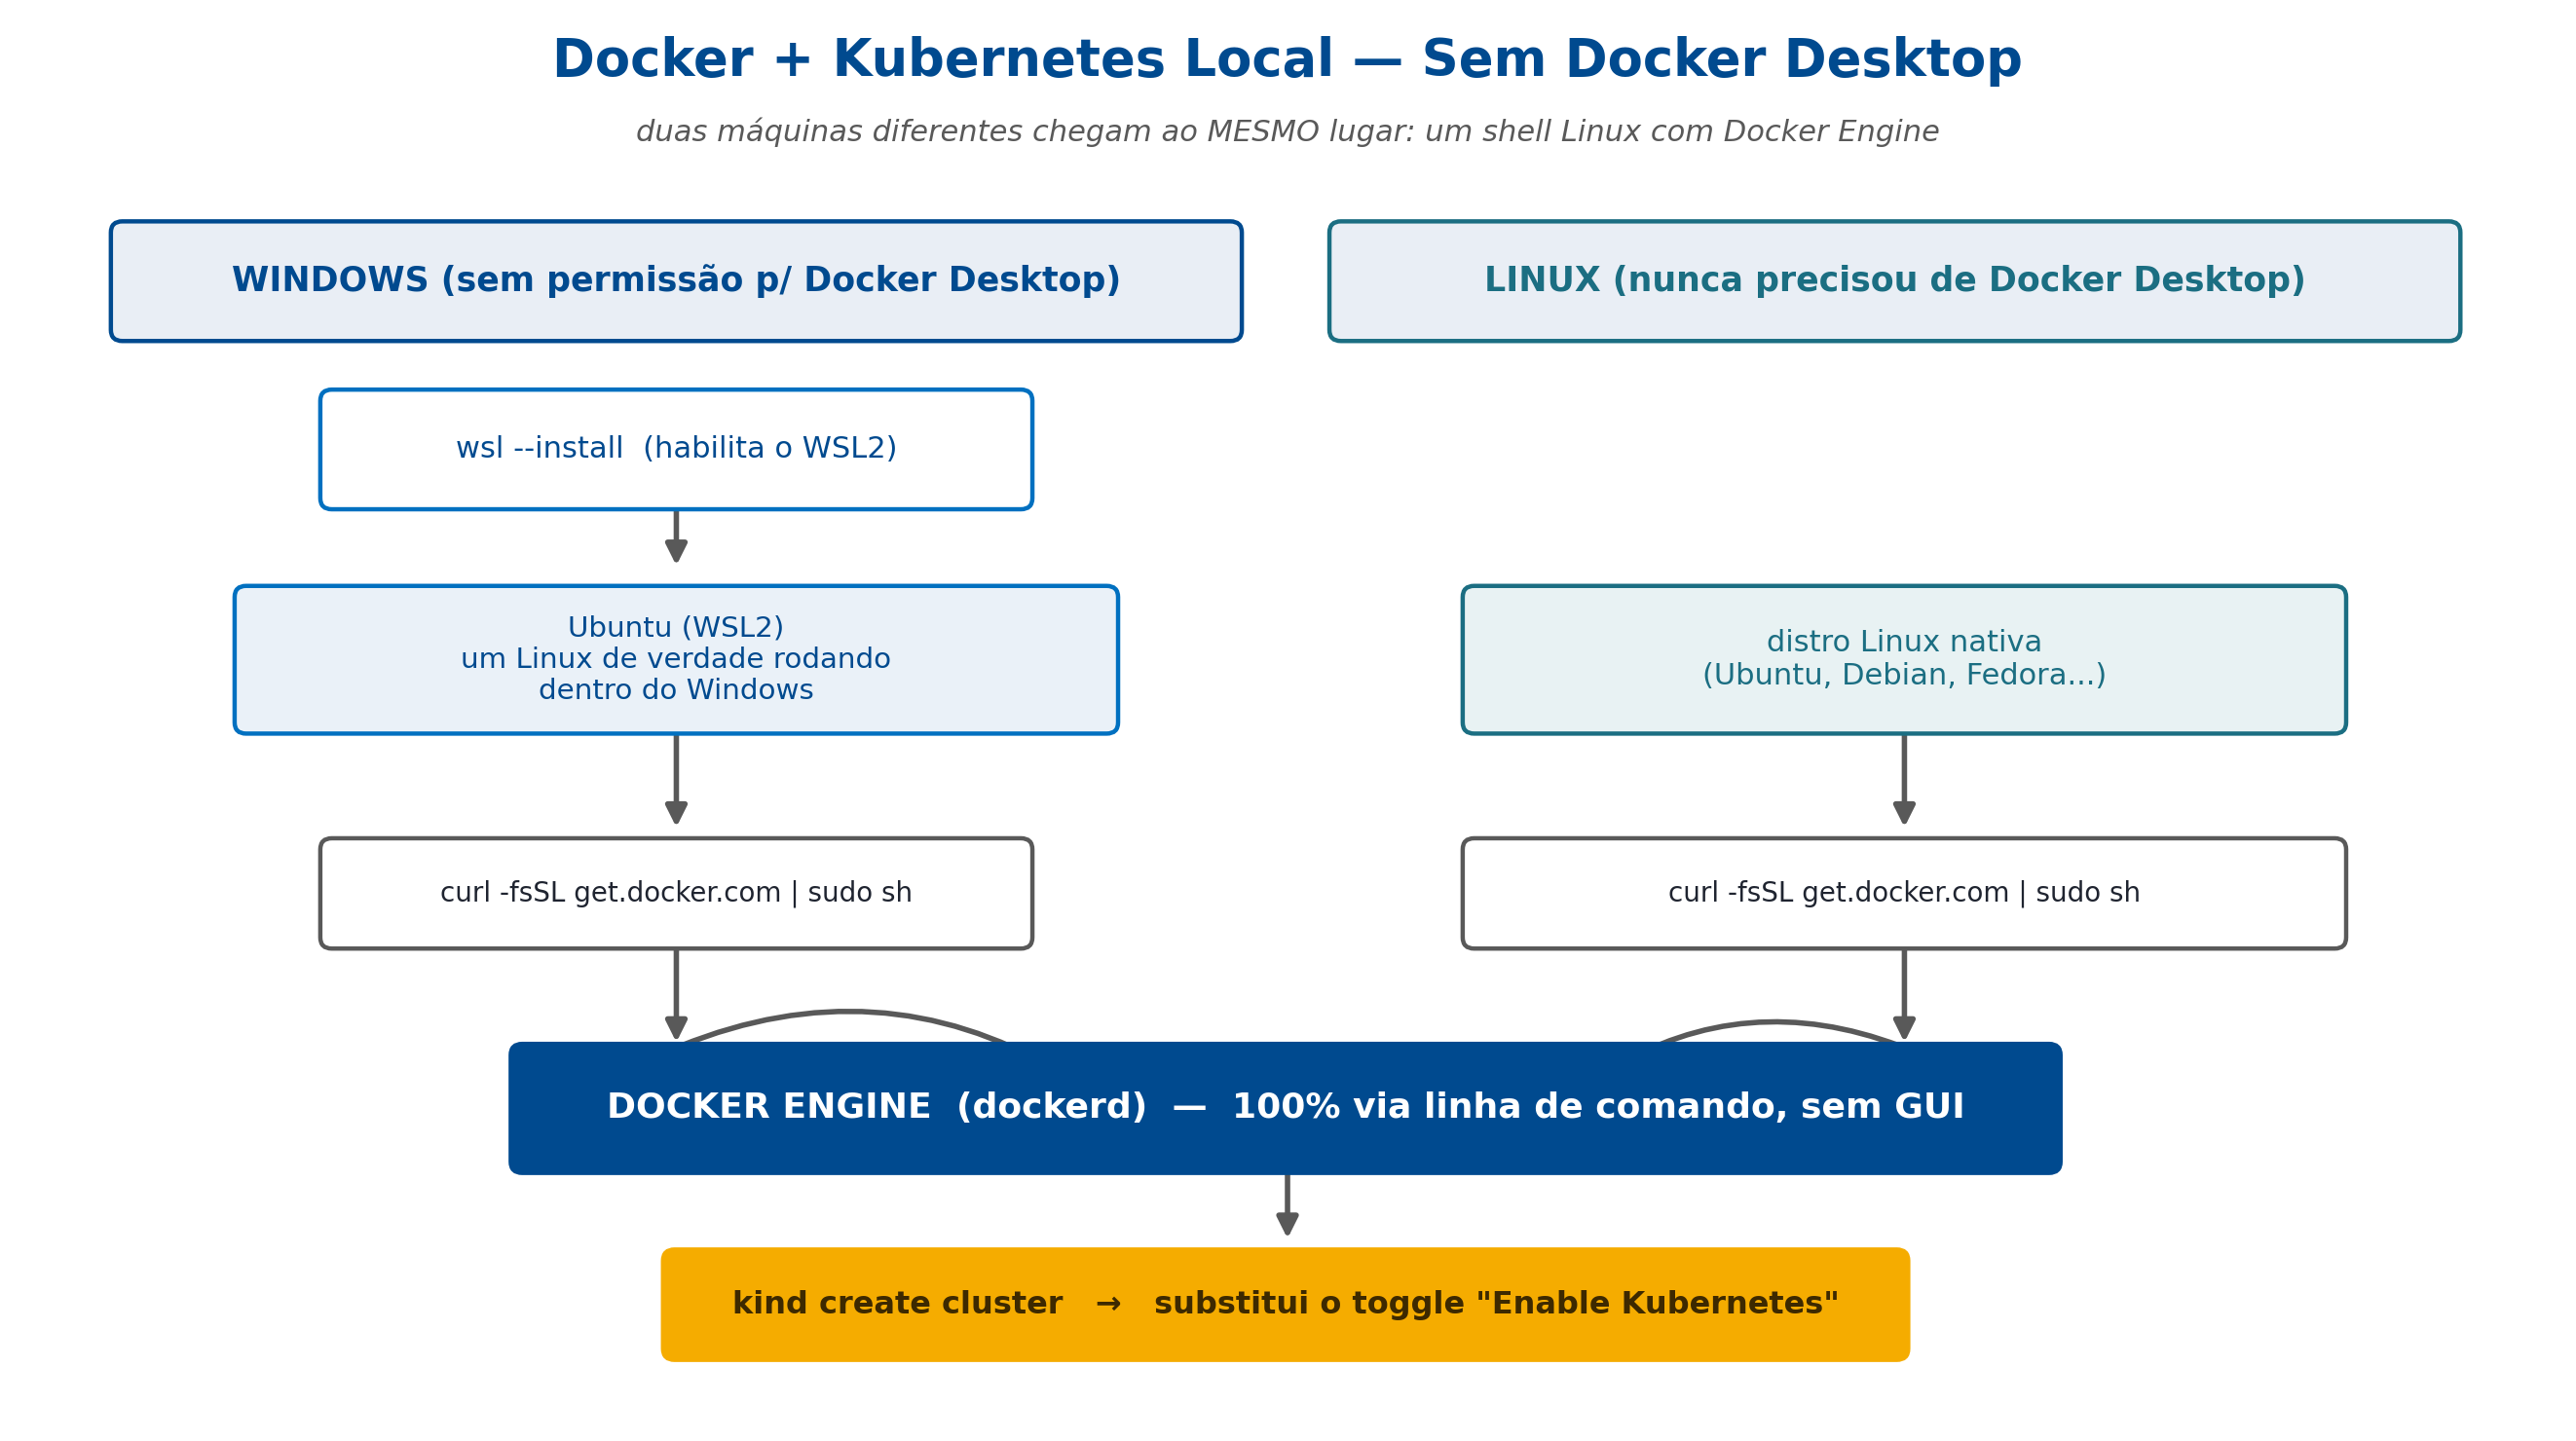 Docker + Kubernetes Local — Sem Docker Desktop
duas máquinas diferentes chegam ao MESMO lugar: um shell Linux com Docker Engine
WINDOWS (sem permissão p/ Docker Desktop)
LINUX (nunca precisou de Docker Desktop)
wsl --install  (habilita o WSL2)
Ubuntu (WSL2)
um Linux de verdade rodando
dentro do Windows
distro Linux nativa
(Ubuntu, Debian, Fedora...)
curl -fsSL get.docker.com | sudo sh
curl -fsSL get.docker.com | sudo sh
DOCKER ENGINE  (dockerd)  —  100% via linha de comando, sem GUI
kind create cluster  →  substitui o toggle "Enable Kubernetes"